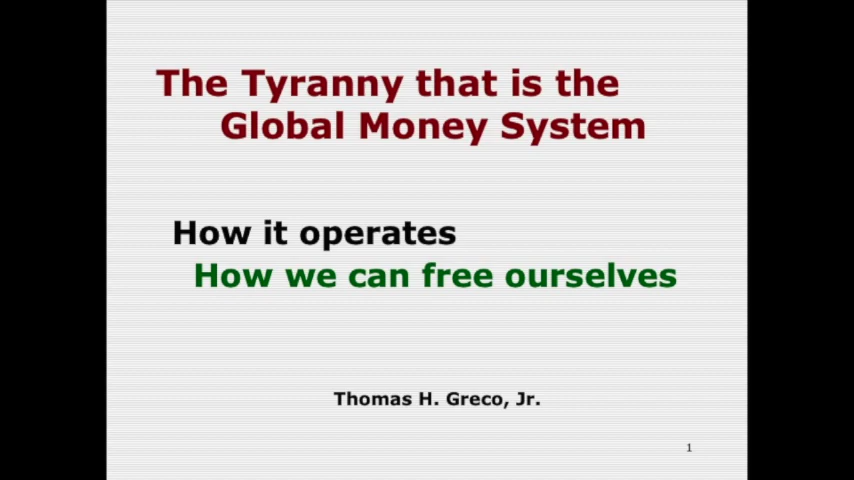 The Tyranny that is the
Global Money System
How it operates
How we can free ourselves
Thomas H. Greco, Jr.
1